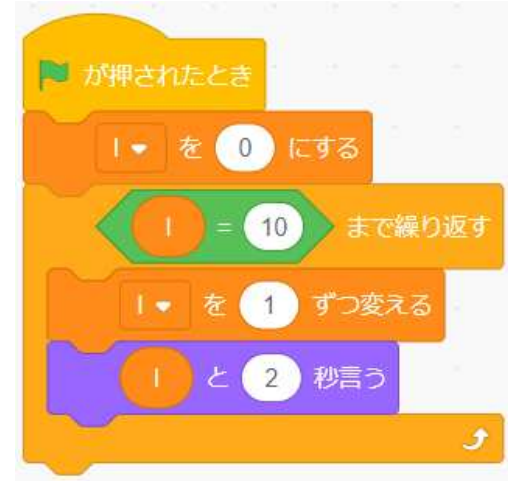 が押されたとき
I を 0 にする
I = 10 まで繰り返す
I を 1 ずつ変える
I と 2 秒言う